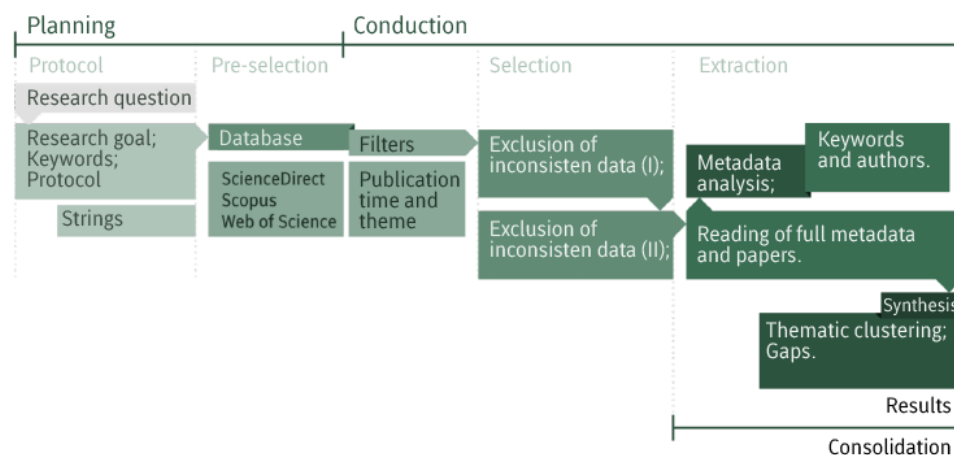 Planning
Conduction
Protocol
Pre-selection
Selection
Extraction
Research question
Research goal;
Keywords;
Protocol
Strings
Database
ScienceDirect
Scopus
Web of Science
Filters
Publication
time and
theme
Exclusion of
inconsisten data (I);
Exclusion of
inconsisten data (II);
Metadata
analysis;
Keywords
and authors.
Reading of full metadata
and papers.
Synthesis
Thematic clustering;
Gaps.
Results
Consolidation